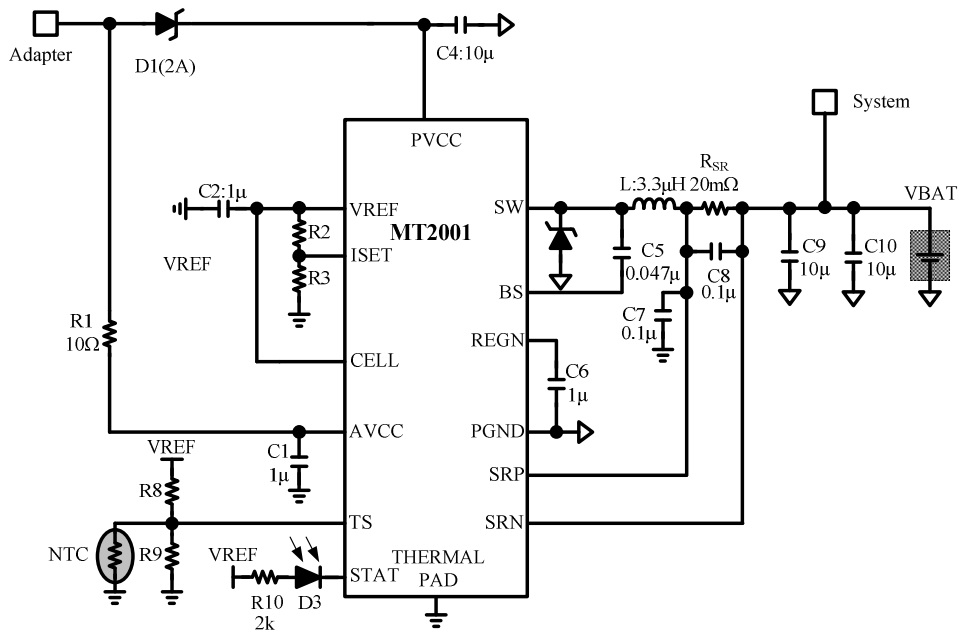 Adapter
D1(2A)
C4:10µ
System
PVCC
R_SR
L:3.3µH 20mΩ
VBAT
C2:1µ
VREF
SW
MT2001
R2
VREF
ISET
C5
0.047µ
C8
0.1µ
C9
10µ
C10
10µ
R3
BS
C7
0.1µ
R1
10Ω
REGN
CELL
C6
1µ
VREF
AVCC
PGND
C1
1µ
R8
SRP
TS
SRN
NTC
R9
VREF
THERMAL
PAD
STAT
R10
2k
D3